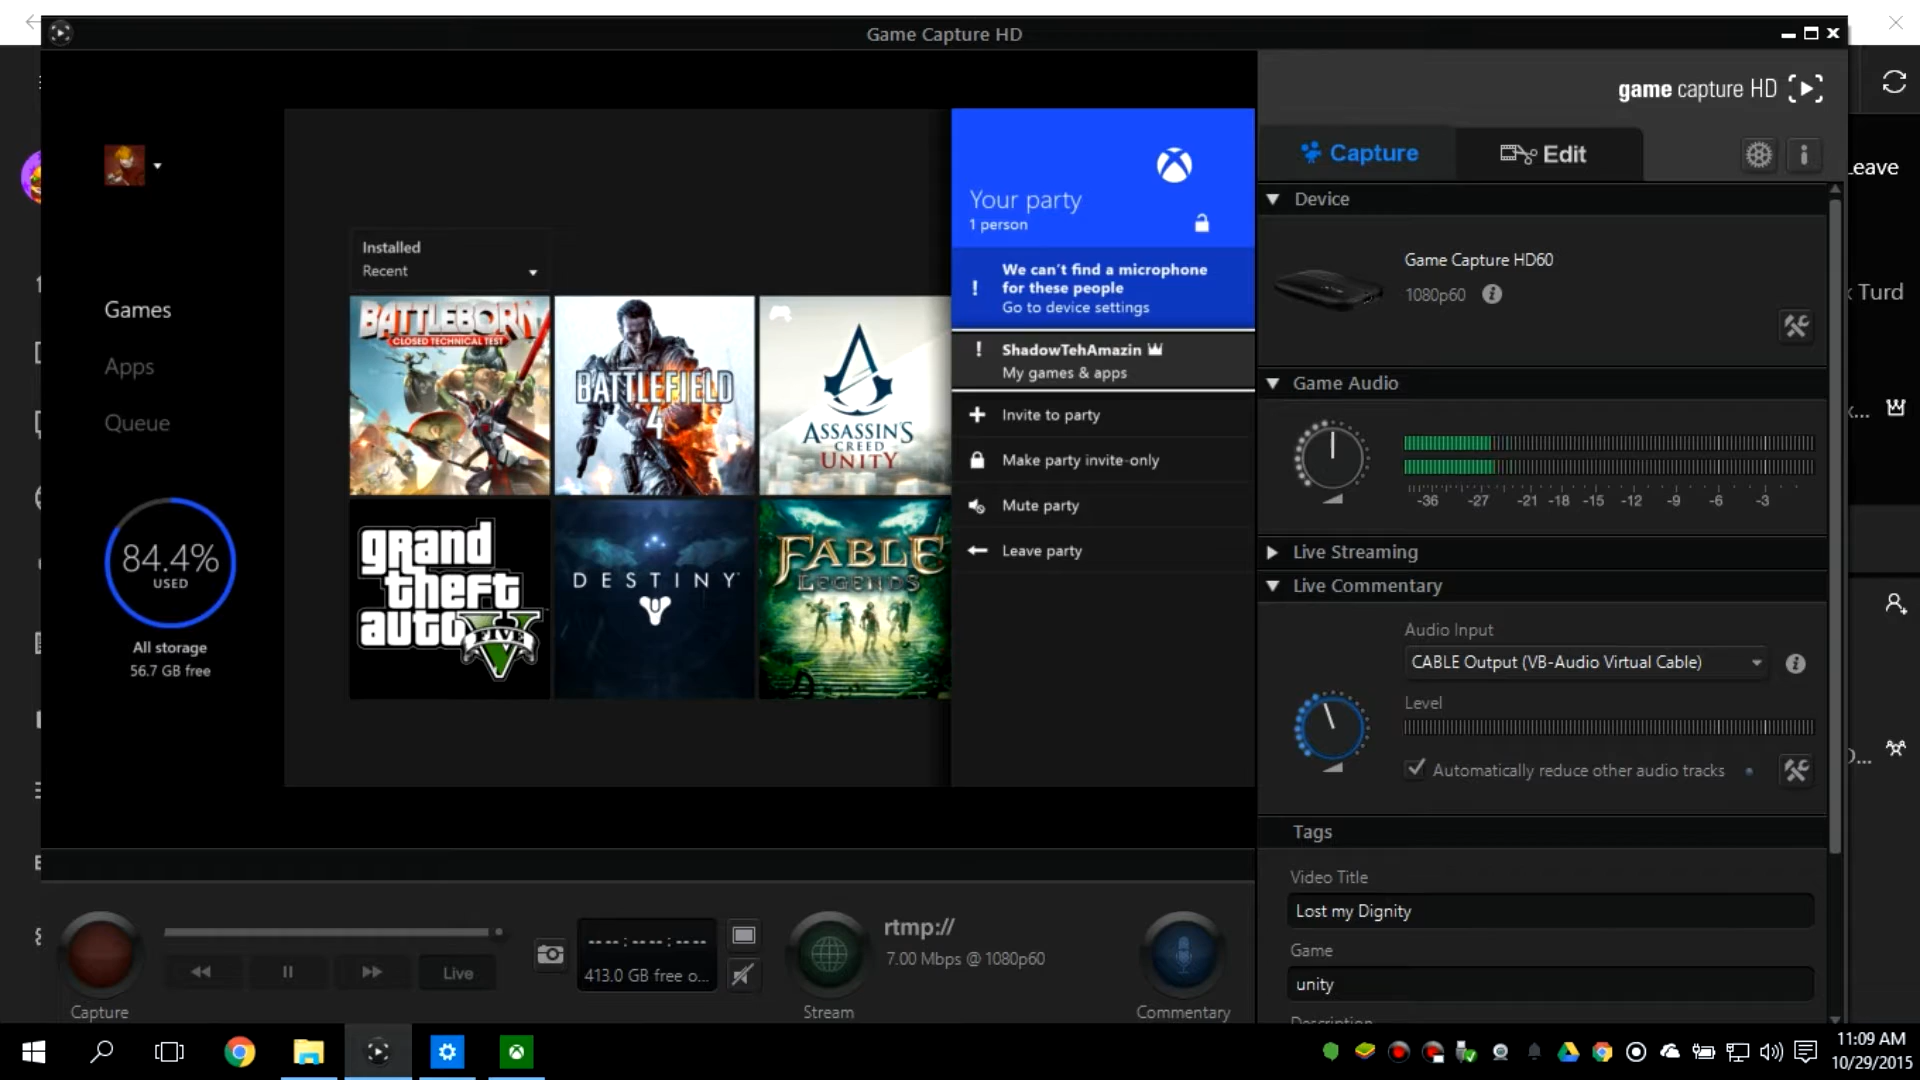 Game Capture HD
game capture HD
Capture
Edit
Leave
Device
Game Capture HD60
1080p60
Turd
Game Audio
-36 -27 -21 -18 -15 -12 -9 -6 -3
Live Streaming
Live Commentary
Audio Input
CABLE Output (VB-Audio Virtual Cable)
Level
Automatically reduce other audio tracks
Tags
Video Title
Lost my Dignity
Game
unity
Description
Games
Apps
Queue
84.4%
USED
All storage
56.7 GB free
Installed
Recent
BATTLEBORN
CLOSED TECHNICAL TEST
BATTLEFIELD
4
ASSASSIN'S
CREED
UNITY
grand
theft
auto
FIVE
DESTINY
FABLE
LEGENDS
Your party
1 person
We can't find a microphone
for these people
Go to device settings
ShadowTehAmazin
My games & apps
Invite to party
Make party invite-only
Mute party
Leave party
Live
Capture
--:--:--
413.0 GB free o...
Stream
rtmp://
7.00 Mbps @ 1080p60
Commentary
11:09 AM
10/29/2015